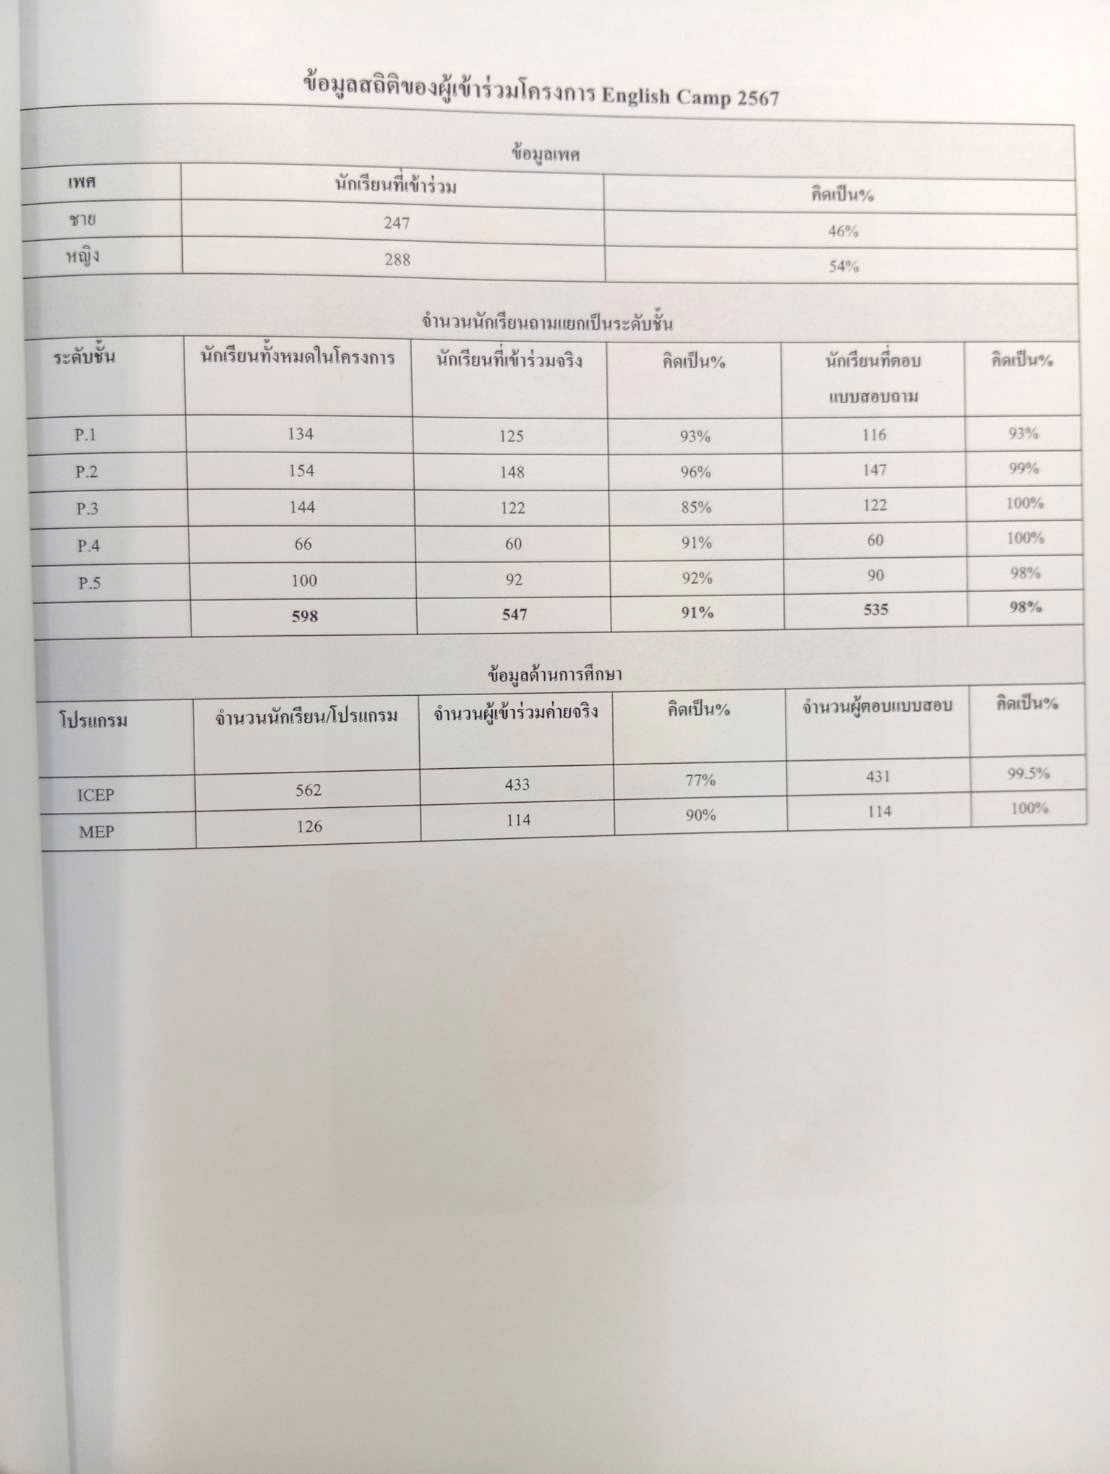 ข้อมูลสถิติของผู้เข้าร่วมโครงการ English Camp 2567
ข้อมูลเพศ
เพศ นักเรียนที่เข้าร่วม คิดเป็น%
ชาย 247 46%
หญิง 288 54%
จำนวนนักเรียนถามแยกเป็นระดับชั้น
ระดับชั้น นักเรียนทั้งหมดในโครงการ นักเรียนที่เข้าร่วมจริง คิดเป็น% นักเรียนที่ตอบ คิดเป็น%
แบบสอบถาม
P.1 134 125 93% 116 93%
P.2 154 148 96% 147 99%
P.3 144 122 85% 122 100%
P.4 66 60 91% 60 100%
P.5 100 92 92% 90 98%
598 547 91% 535 98%
ข้อมูลด้านการศึกษา
โปรแกรม จำนวนนักเรียน/โปรแกรม จำนวนผู้เข้าร่วมค่ายจริง คิดเป็น% จำนวนผู้ตอบแบบสอบ คิดเป็น%
ICEP 562 433 77% 431 99.5%
MEP 126 114 90% 114 100%